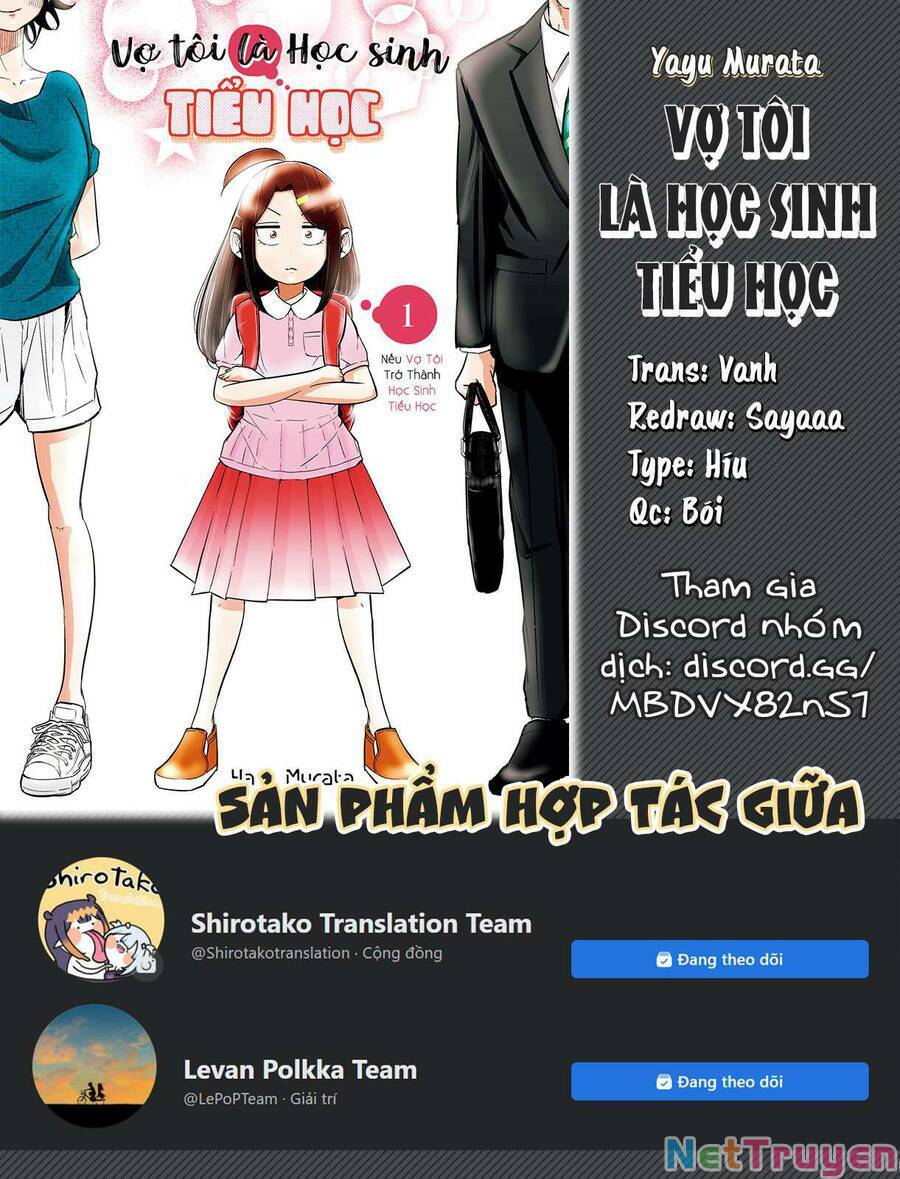 Vợ tôi là Học sinh
TIỂU HỌC
1
Nếu Vợ Tôi
Trở Thành
Học Sinh
Tiểu Học
Murata
Yayu Murata
VỢ TÔI
LÀ HỌC SINH
TIỂU HỌC
Trans: Vanh
Redraw: Sayaaa
Type: Híu
Qc: Bói
Tham gia
Discord nhóm
dịch: discord.gg/
MBDVX82nS7
SẢN PHẨM HỢP TÁC GIỮA
ShiroTako
Shirotako Translation Team
@Shirotakotranslation · Cộng đồng
Đang theo dõi
Levan Polkka Team
@LePoPTeam · Giải trí
Đang theo dõi
NetTruyen